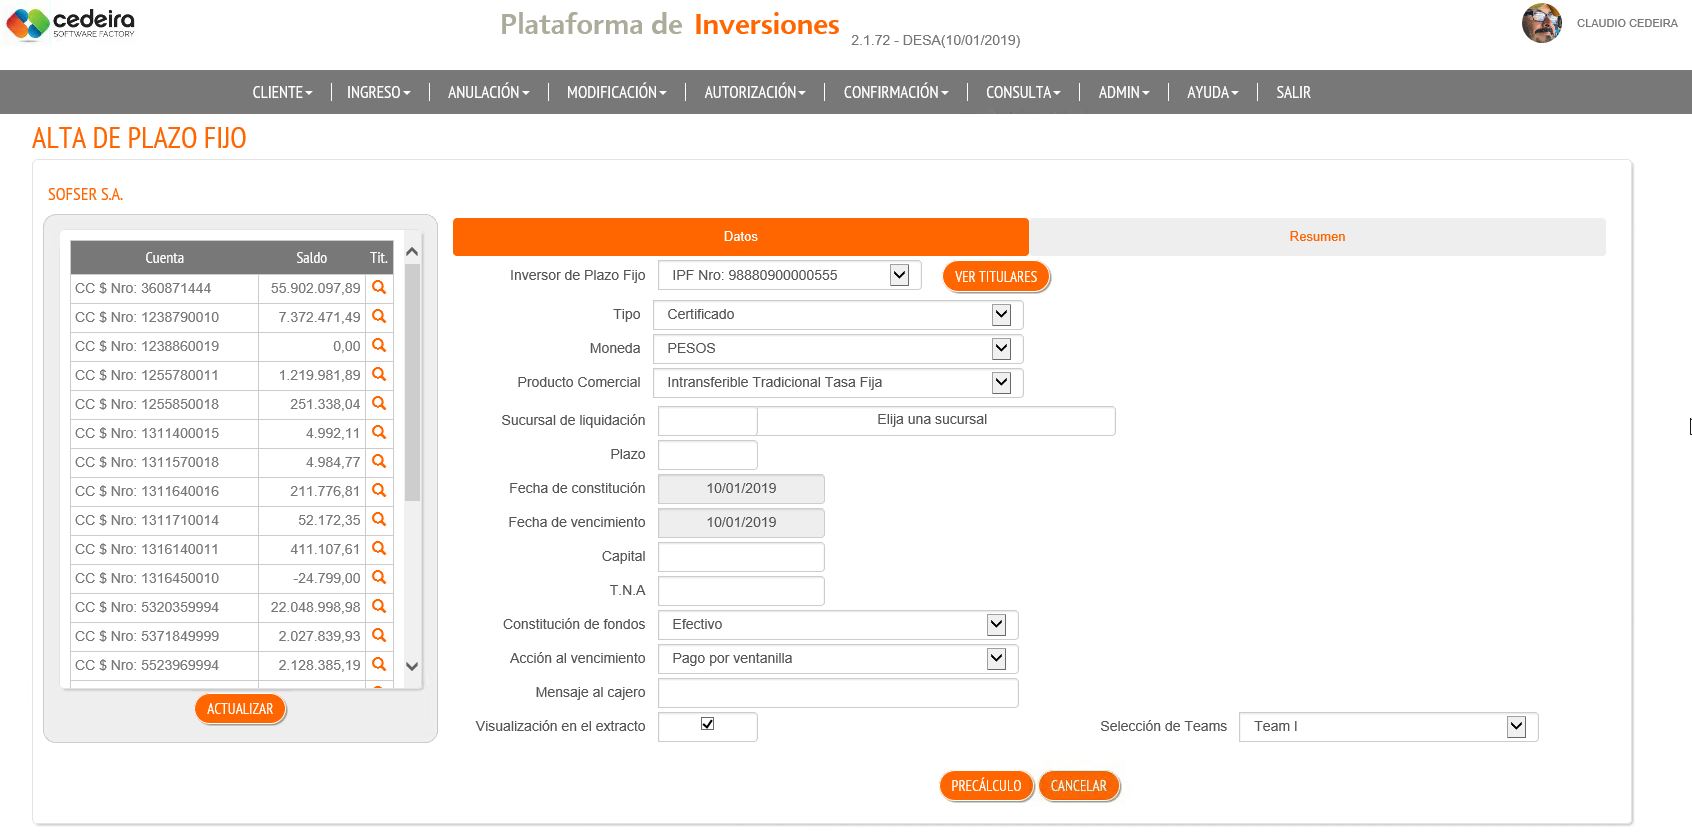 cedeira
SOFTWARE FACTORY
Plataforma de Inversiones
2.1.72 - DESA(10/01/2019)
CLAUDIO CEDEIRA
CLIENTE INGRESO ANULACIÓN MODIFICACIÓN AUTORIZACIÓN CONFIRMACIÓN CONSULTA ADMIN AYUDA SALIR
ALTA DE PLAZO FIJO
SOFSER S.A.
Cuenta Saldo Tit.
CC $ Nro: 360871444 55.902.097,89
CC $ Nro: 1238790010 7.372.471,49
CC $ Nro: 1238860019 0,00
CC $ Nro: 1255780011 1.219.981,89
CC $ Nro: 1255850018 251.338,04
CC $ Nro: 1311400015 4.992,11
CC $ Nro: 1311570018 4.984,77
CC $ Nro: 1311640016 211.776,81
CC $ Nro: 1311710014 52.172,35
CC $ Nro: 1316140011 411.107,61
CC $ Nro: 1316450010 -24.799,00
CC $ Nro: 5320359994 22.048.998,98
CC $ Nro: 5371849999 2.027.839,93
CC $ Nro: 5523969994 2.128.385,19
ACTUALIZAR
Datos Resumen
Inversor de Plazo Fijo IPF Nro: 98880900000555 VER TITULARES
Tipo Certificado
Moneda PESOS
Producto Comercial Intransferible Tradicional Tasa Fija
Sucursal de liquidación Elija una sucursal
Plazo
Fecha de constitución 10/01/2019
Fecha de vencimiento 10/01/2019
Capital
T.N.A
Constitución de fondos Efectivo
Acción al vencimiento Pago por ventanilla
Mensaje al cajero
Visualización en el extracto Selección de Teams Team I
PRECÁLCULO CANCELAR